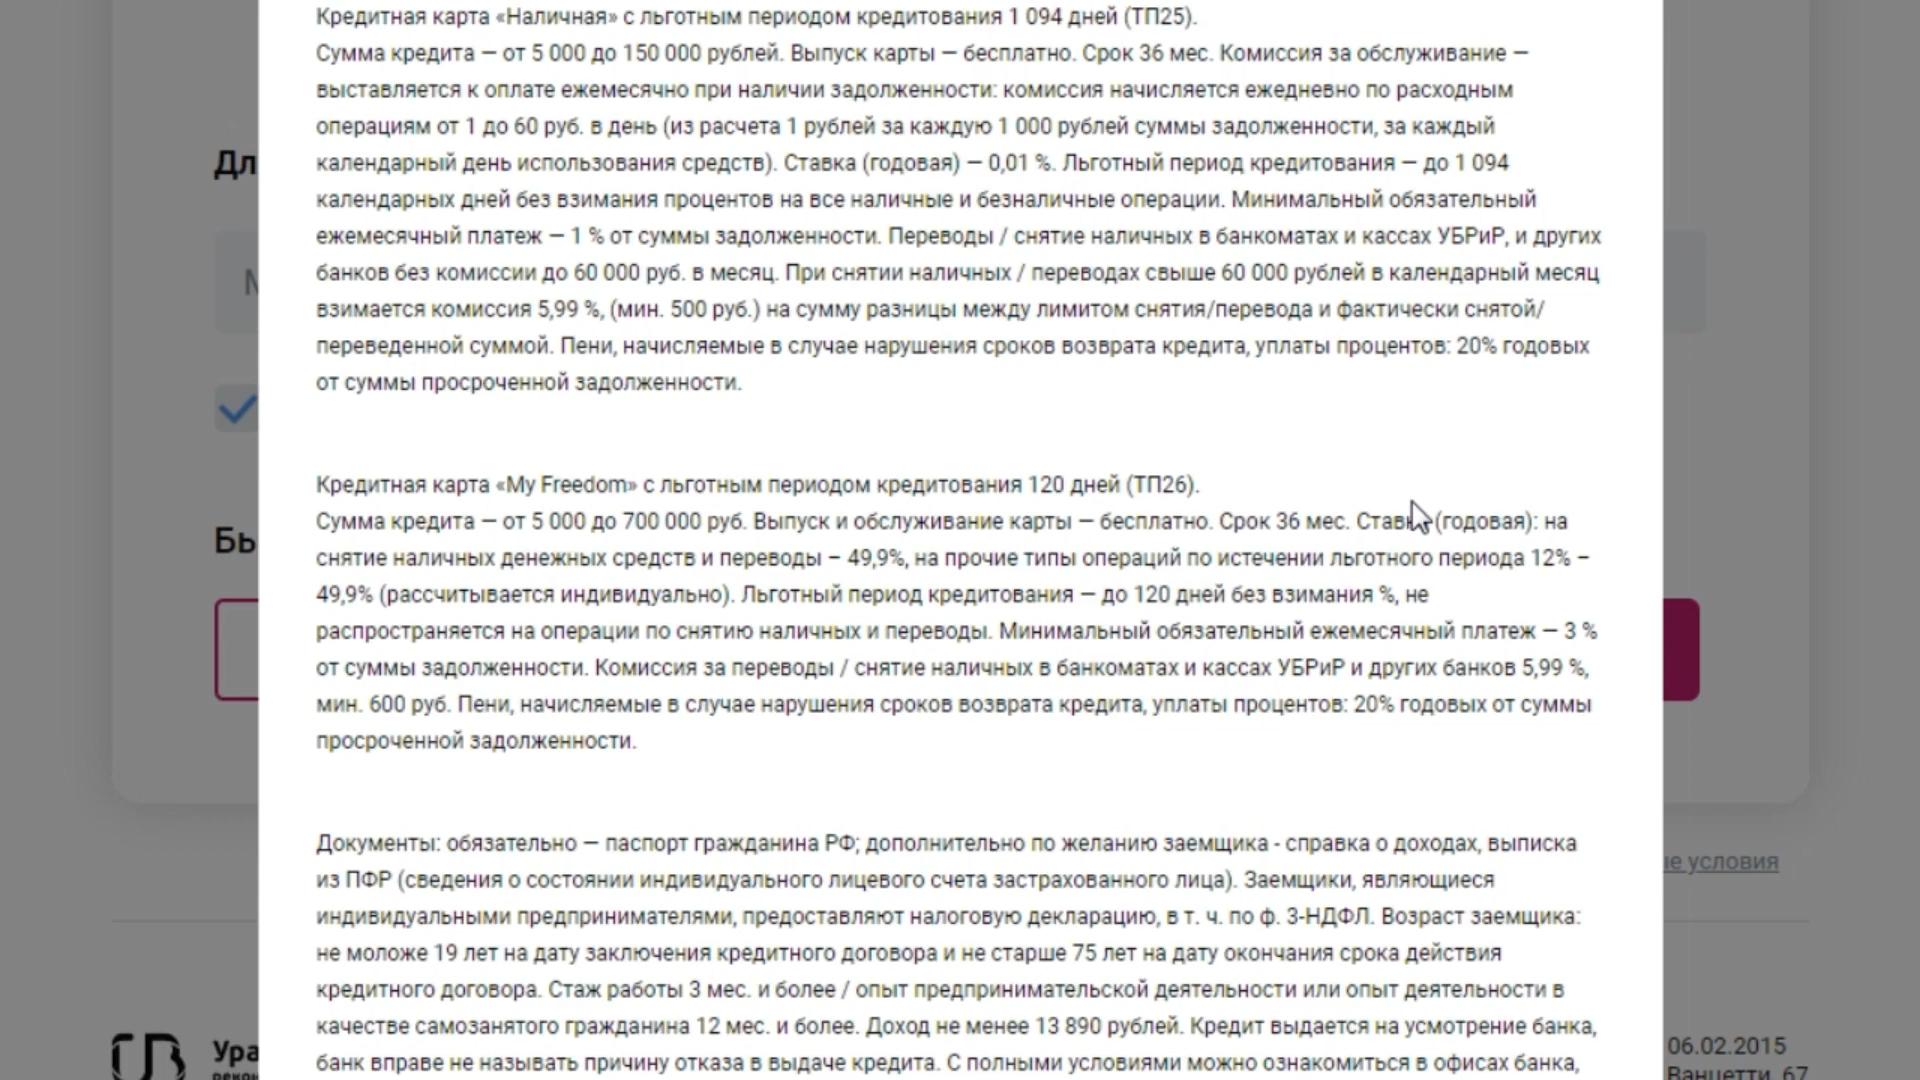 Кредитная карта «Наличная» с льготным периодом кредитования 1 094 дней (ТП25).
Сумма кредита — от 5 000 до 150 000 рублей. Выпуск карты — бесплатно. Срок 36 мес. Комиссия за обслуживание —
выставляется к оплате ежемесячно при наличии задолженности: комиссия начисляется ежедневно по расходным
операциям от 1 до 60 руб. в день (из расчета 1 рублей за каждую 1 000 рублей суммы задолженности, за каждый
календарный день использования средств). Ставка (годовая) — 0,01 %. Льготный период кредитования — до 1 094
календарных дней без взимания процентов на все наличные и безналичные операции. Минимальный обязательный
ежемесячный платеж — 1 % от суммы задолженности. Переводы / снятие наличных в банкоматах и кассах УБРиР, и других
банков без комиссии до 60 000 руб. в месяц. При снятии наличных / переводах свыше 60 000 рублей в календарный месяц
взимается комиссия 5,99 %, (мин. 500 руб.) на сумму разницы между лимитом снятия/перевода и фактически снятой/
переведенной суммой. Пени, начисляемые в случае нарушения сроков возврата кредита, уплаты процентов: 20% годовых
от суммы просроченной задолженности.
Кредитная карта «My Freedom» с льготным периодом кредитования 120 дней (ТП26).
Сумма кредита — от 5 000 до 700 000 руб. Выпуск и обслуживание карты — бесплатно. Срок 36 мес. Ставка (годовая): на
снятие наличных денежных средств и переводы – 49,9%, на прочие типы операций по истечении льготного периода 12% –
49,9% (рассчитывается индивидуально). Льготный период кредитования — до 120 дней без взимания %, не
распространяется на операции по снятию наличных и переводы. Минимальный обязательный ежемесячный платеж — 3 %
от суммы задолженности. Комиссия за переводы / снятие наличных в банкоматах и кассах УБРиР и других банков 5,99 %,
мин. 600 руб. Пени, начисляемые в случае нарушения сроков возврата кредита, уплаты процентов: 20% годовых от суммы
просроченной задолженности.
Документы: обязательно — паспорт гражданина РФ; дополнительно по желанию заемщика - справка о доходах, выписка
из ПФР (сведения о состоянии индивидуального лицевого счета застрахованного лица). Заемщики, являющиеся
индивидуальными предпринимателями, предоставляют налоговую декларацию, в т. ч. по ф. 3-НДФЛ. Возраст заемщика:
не моложе 19 лет на дату заключения кредитного договора и не старше 75 лет на дату окончания срока действия
кредитного договора. Стаж работы 3 мес. и более / опыт предпринимательской деятельности или опыт деятельности в
качестве самозанятого гражданина 12 мес. и более. Доход не менее 13 890 рублей. Кредит выдается на усмотрение банка,
банк вправе не называть причину отказа в выдаче кредита. С полными условиями можно ознакомиться в офисах банка,
условия
06.02.2015
Ванцетти, 67